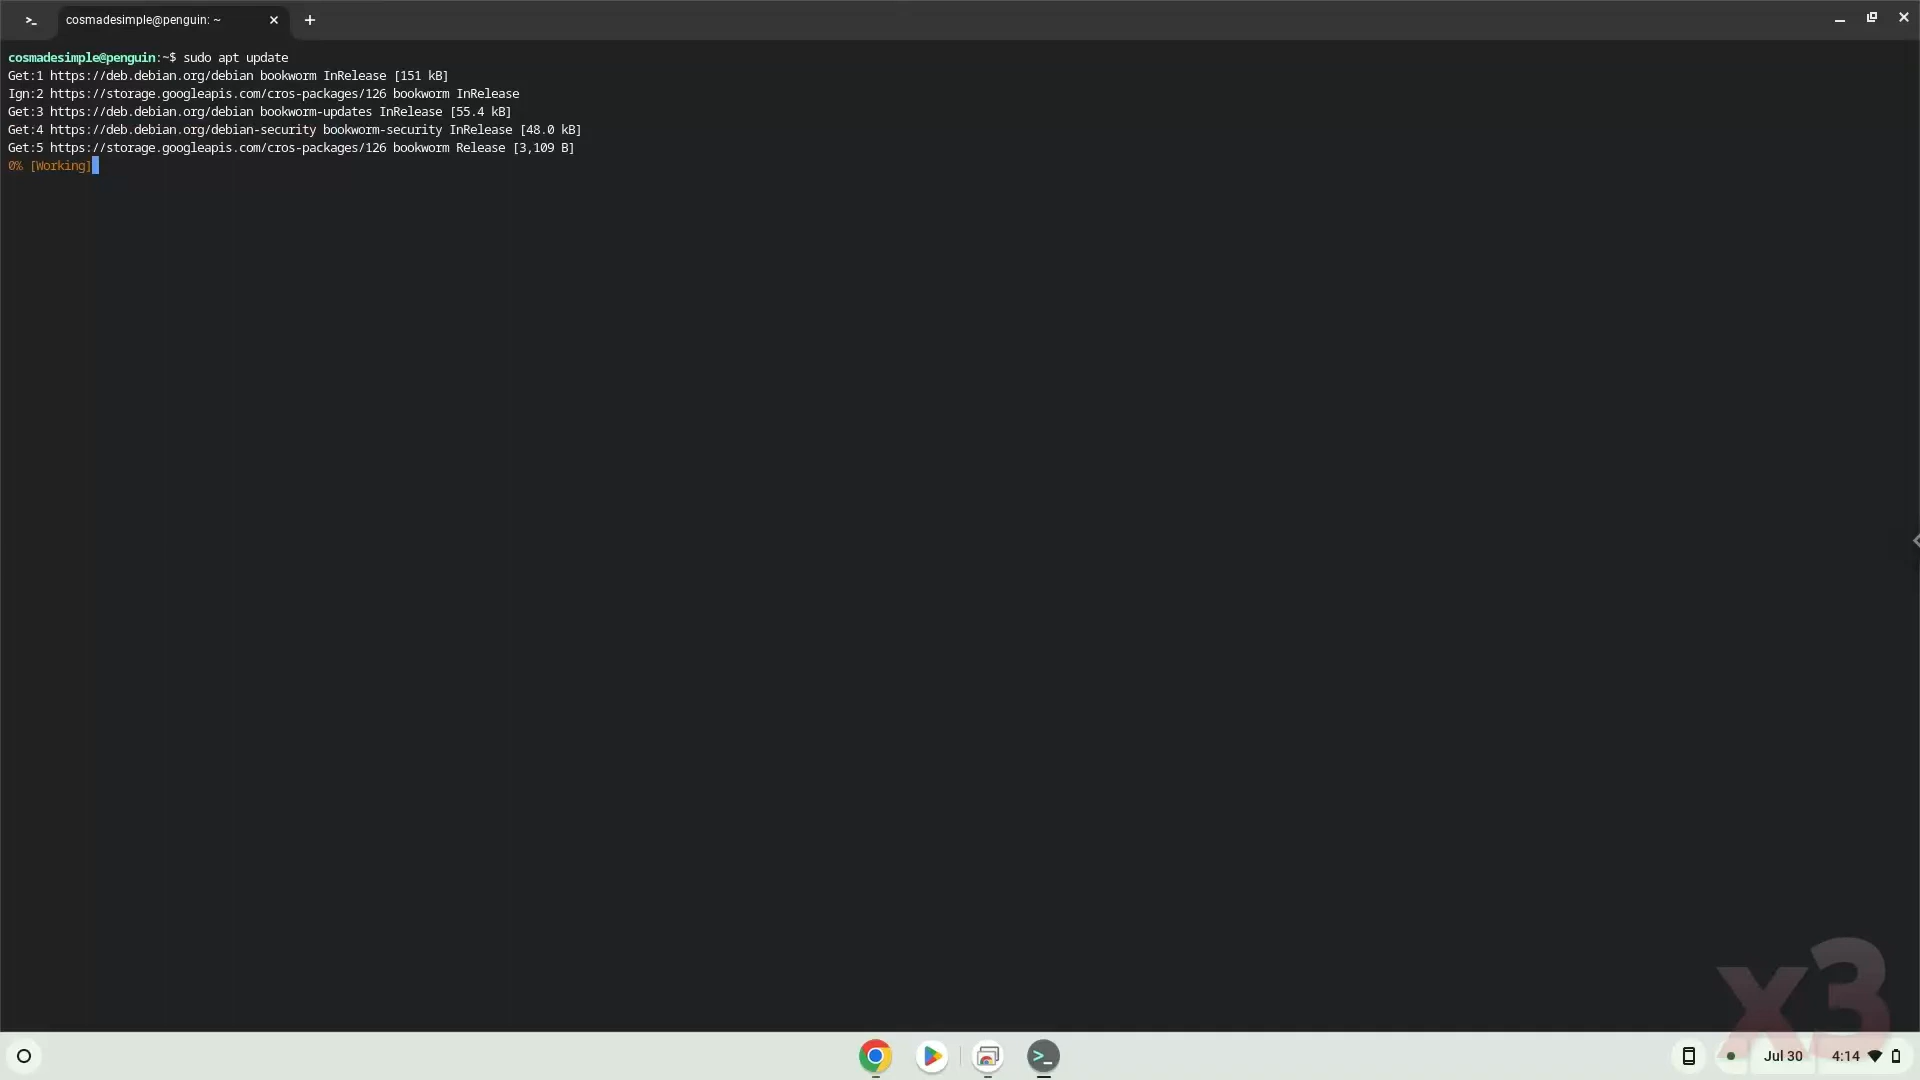 >_ cosmadesimple@penguin: ~
cosmadesimple@penguin:~$ sudo apt update
Get:1 https://deb.debian.org/debian bookworm InRelease [151 kB]
Ign:2 https://storage.googleapis.com/cros-packages/126 bookworm InRelease
Get:3 https://deb.debian.org/debian bookworm-updates InRelease [55.4 kB]
Get:4 https://deb.debian.org/debian-security bookworm-security InRelease [48.0 kB]
Get:5 https://storage.googleapis.com/cros-packages/126 bookworm Release [3,109 B]
0% [Working]
x3
>_
Jul 30 4:14